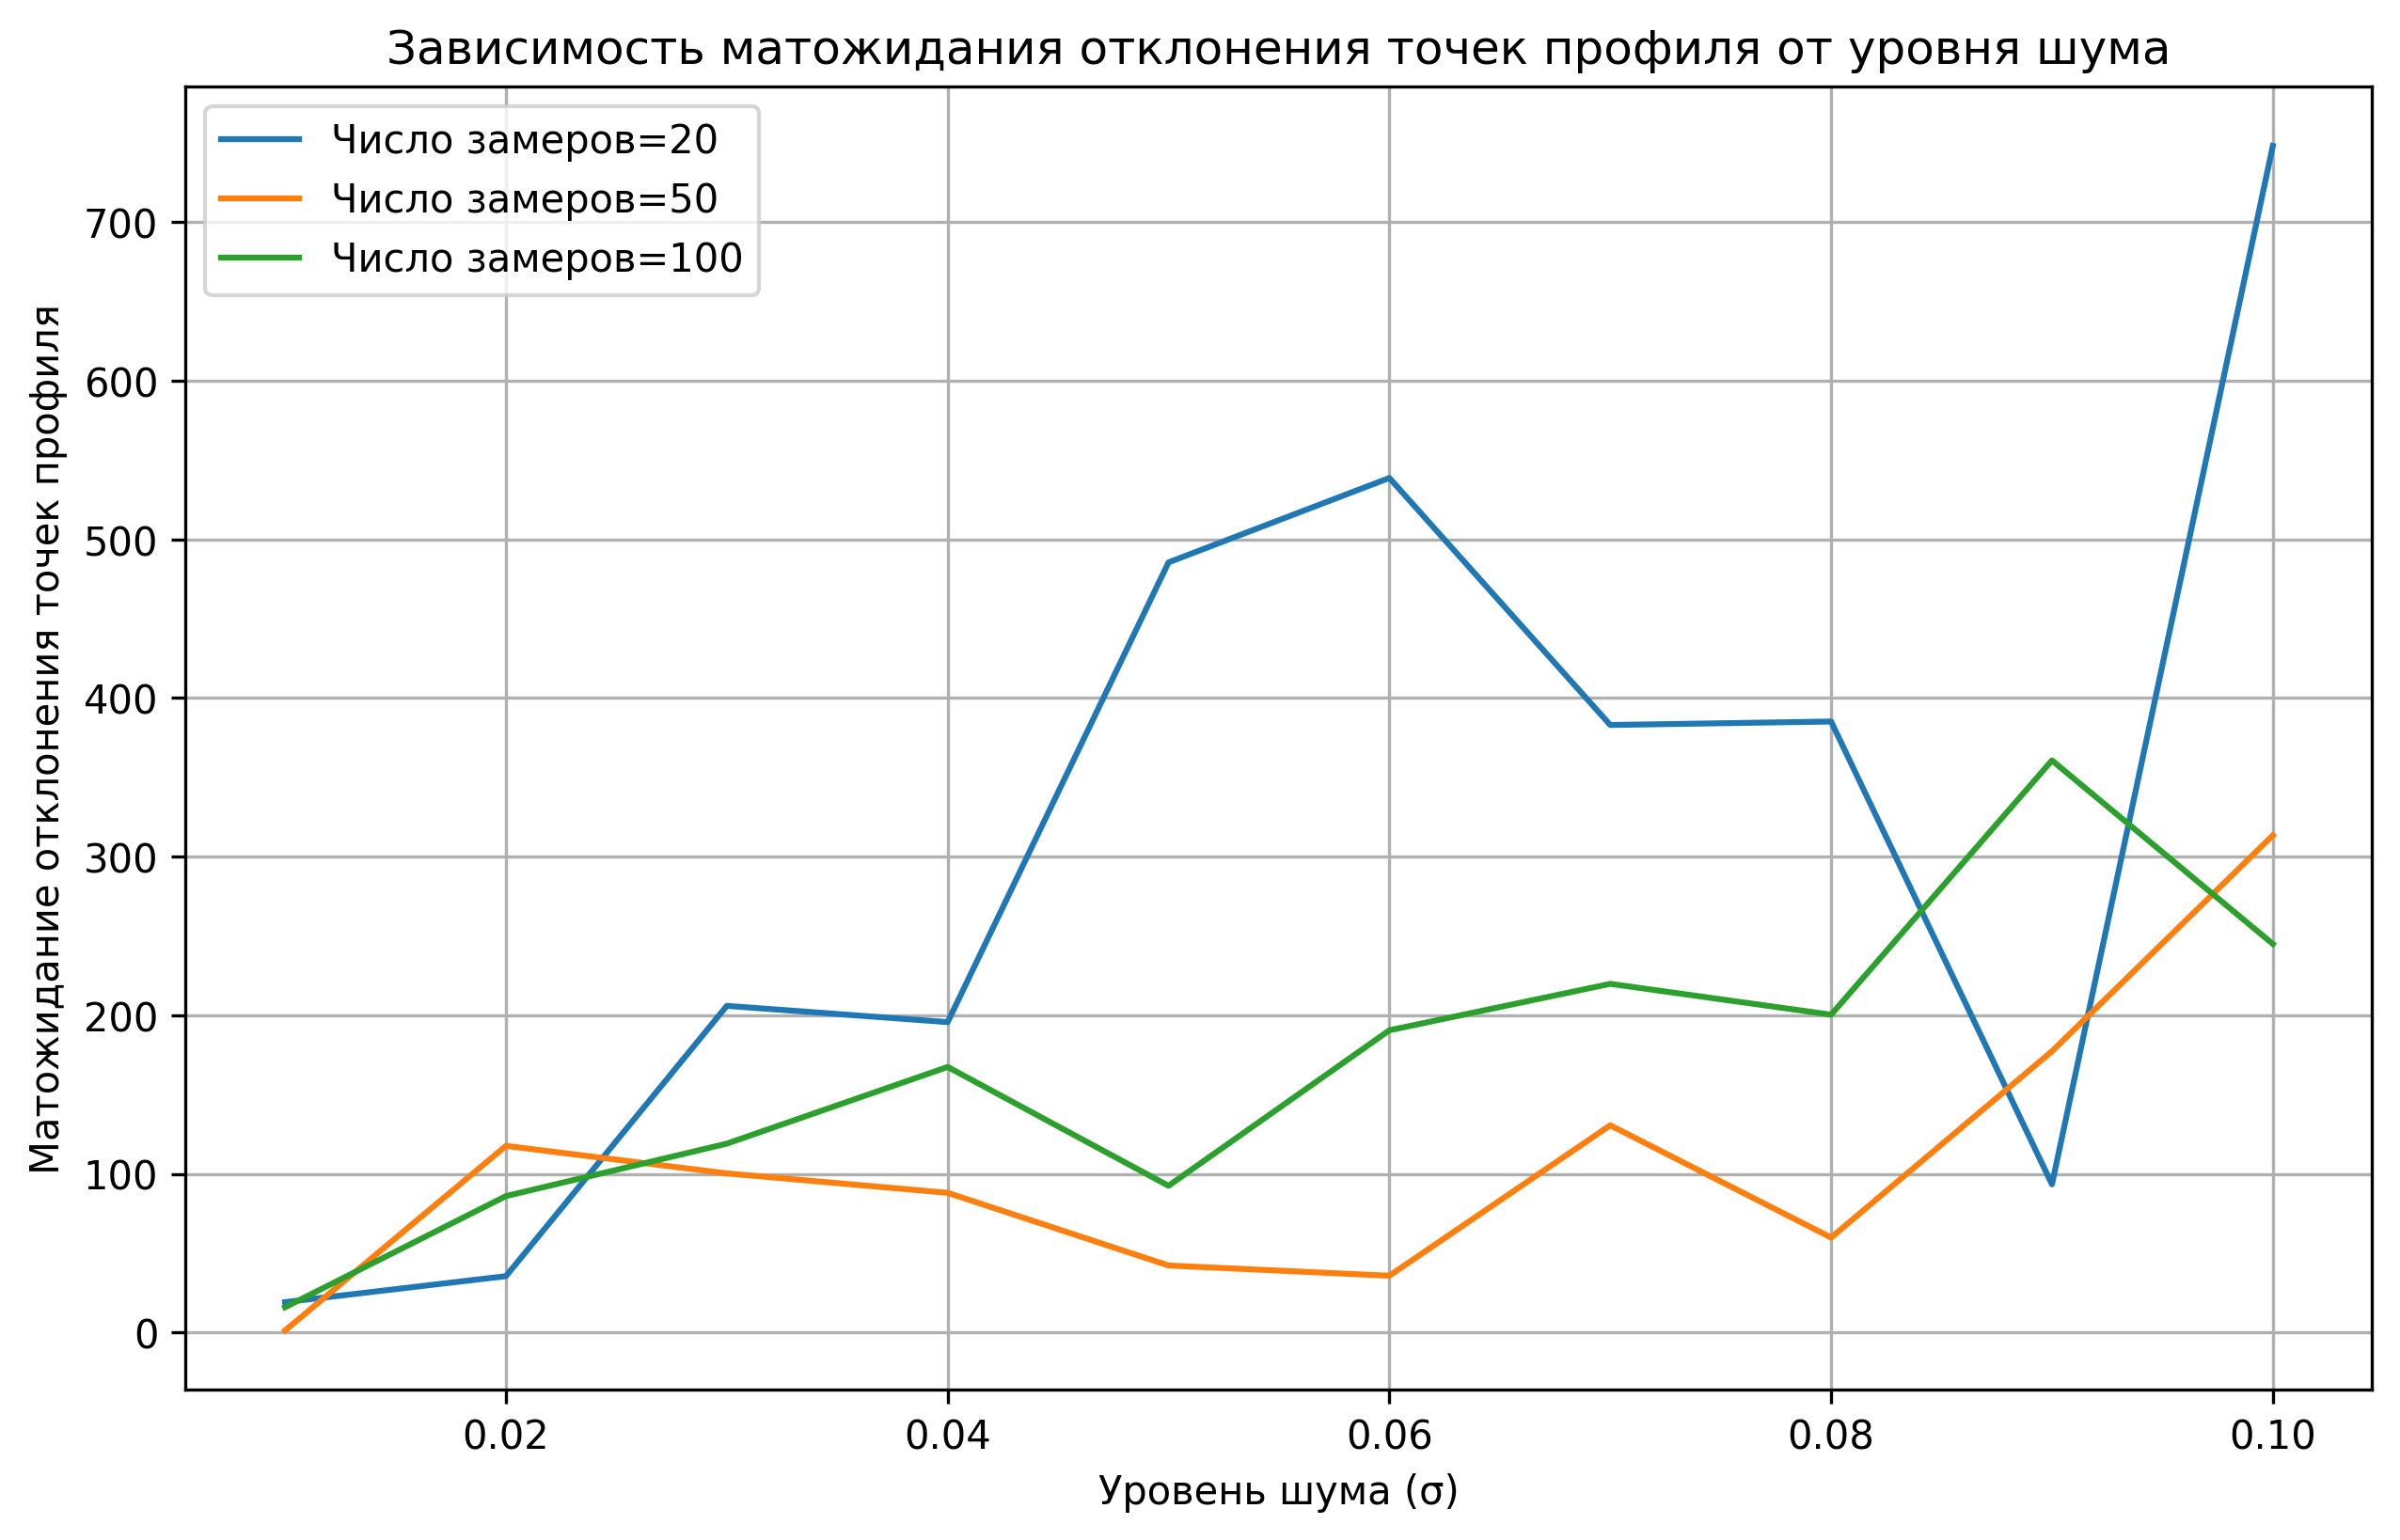 Зависимость матожидания отклонения точек профиля от уровня шума
Число замеров=20
Число замеров=50
Число замеров=100
Матожидание отклонения точек профиля
700
600
500
400
300
200
100
0
0.02
0.04
0.06
0.08
0.10
Уровень шума (σ)